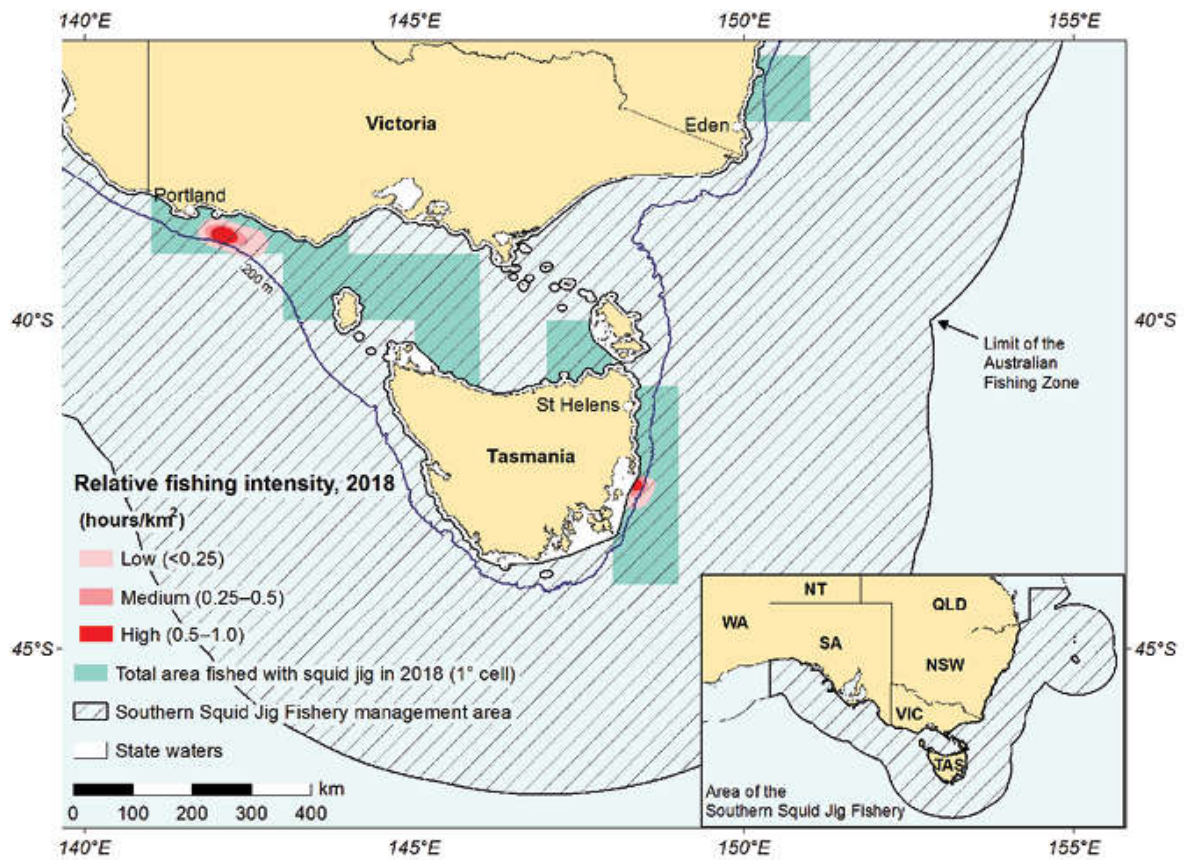 140°E 145°E 150°E 155°E
Victoria
Eden
Portland
200 m
40°S 40°S
Limit of the
Australian
Fishing Zone
St Helens
Tasmania
Relative fishing intensity, 2018
(hours/km²)
Low (<0.25)
Medium (0.25–0.5)
High (0.5–1.0)
Total area fished with squid jig in 2018 (1° cell)
Southern Squid Jig Fishery management area
State waters
km
0 100 200 300 400
45°S 45°S
NT
QLD
WA
SA
NSW
VIC
TAS
Area of the
Southern Squid Jig Fishery
140°E 145°E 150°E 155°E